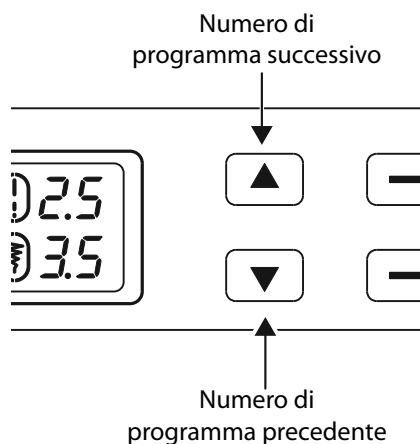 Numero di
programma successivo
2.5
3.5
Numero di
programma precedente